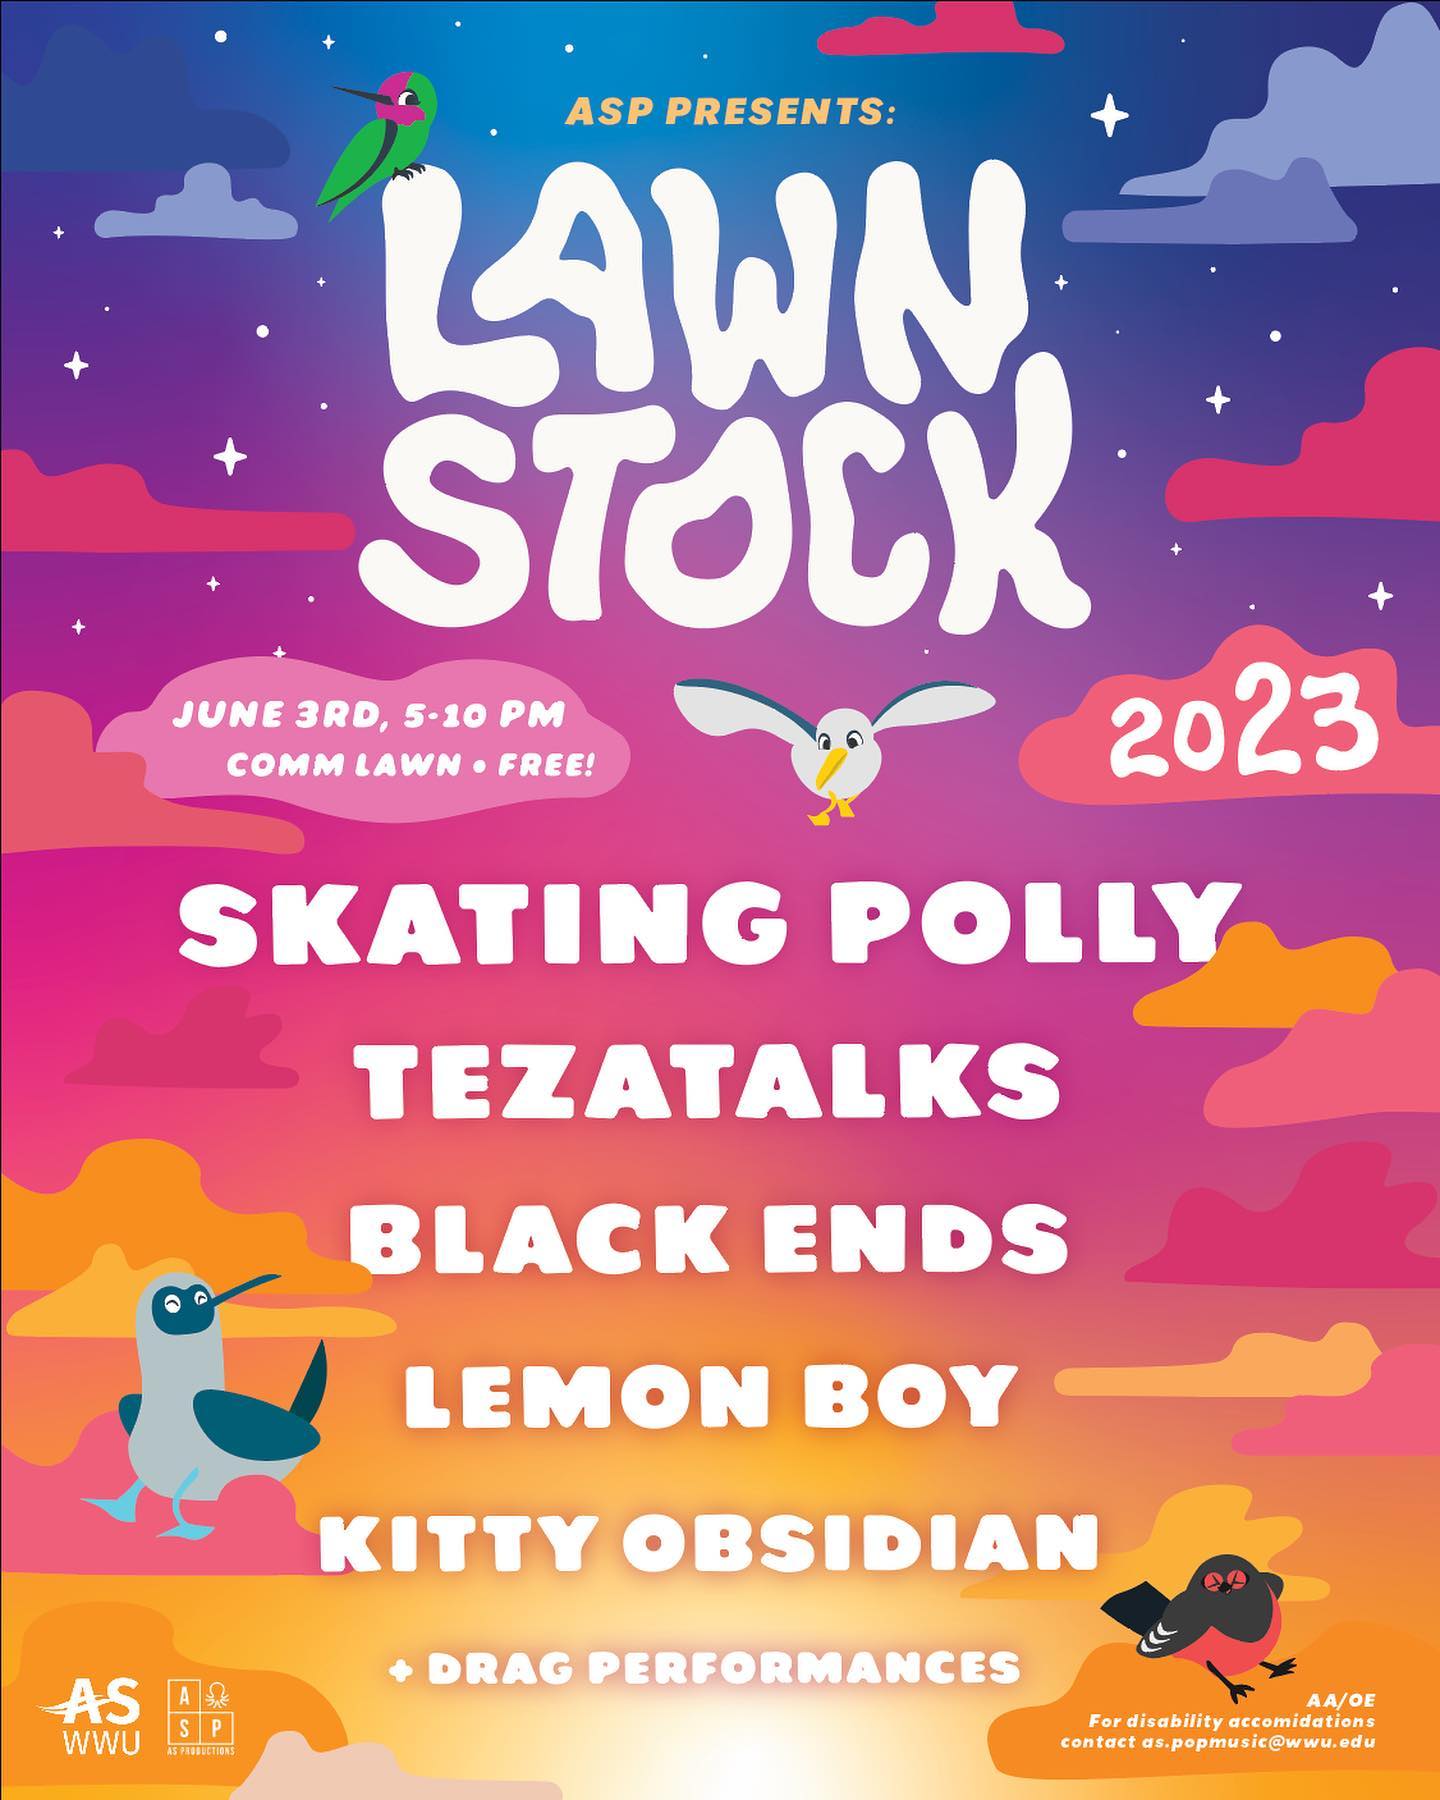 ASP PRESENTS:
LAWN
STOCK
JUNE 3RD, 5-10 PM
COMM LAWN • FREE!
2023
SKATING POLLY
TEZATALKS
BLACK ENDS
LEMON BOY
KITTY OBSIDIAN
+ DRAG PERFORMANCES
AS
WWU
A
S P
AS PRODUCTIONS
AA/OE
For disability accomidations
contact as.popmusic@wwu.edu